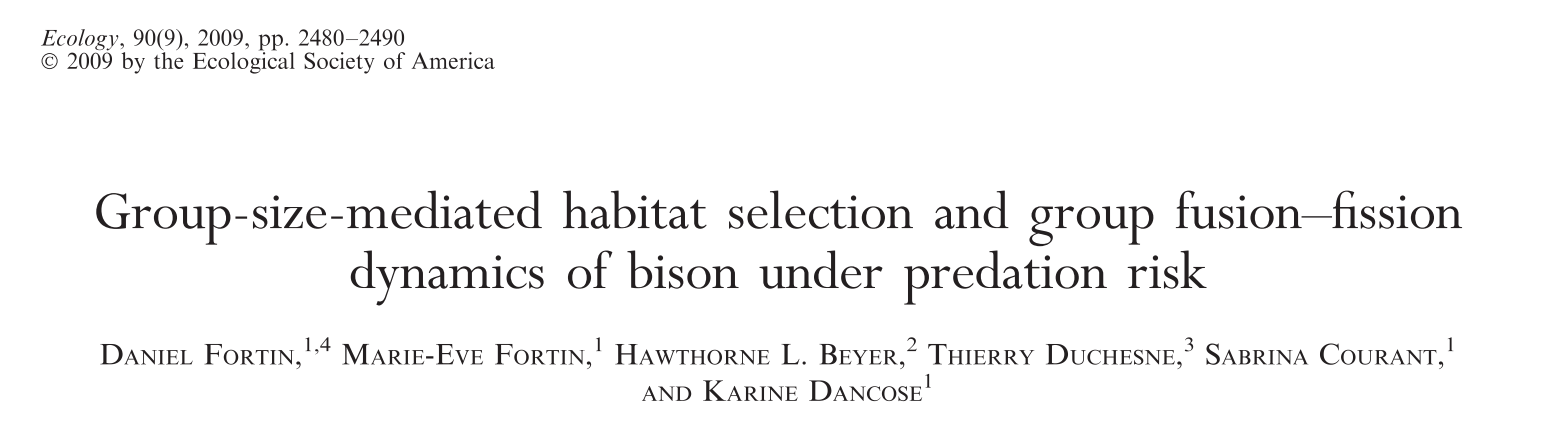 Ecology, 90(9), 2009, pp. 2480–2490
© 2009 by the Ecological Society of America
Group-size-mediated habitat selection and group fusion–fission
dynamics of bison under predation risk
Daniel Fortin,1,4 Marie-Eve Fortin,1 Hawthorne L. Beyer,2 Thierry Duchesne,3 Sabrina Courant,1
and Karine Dancose1